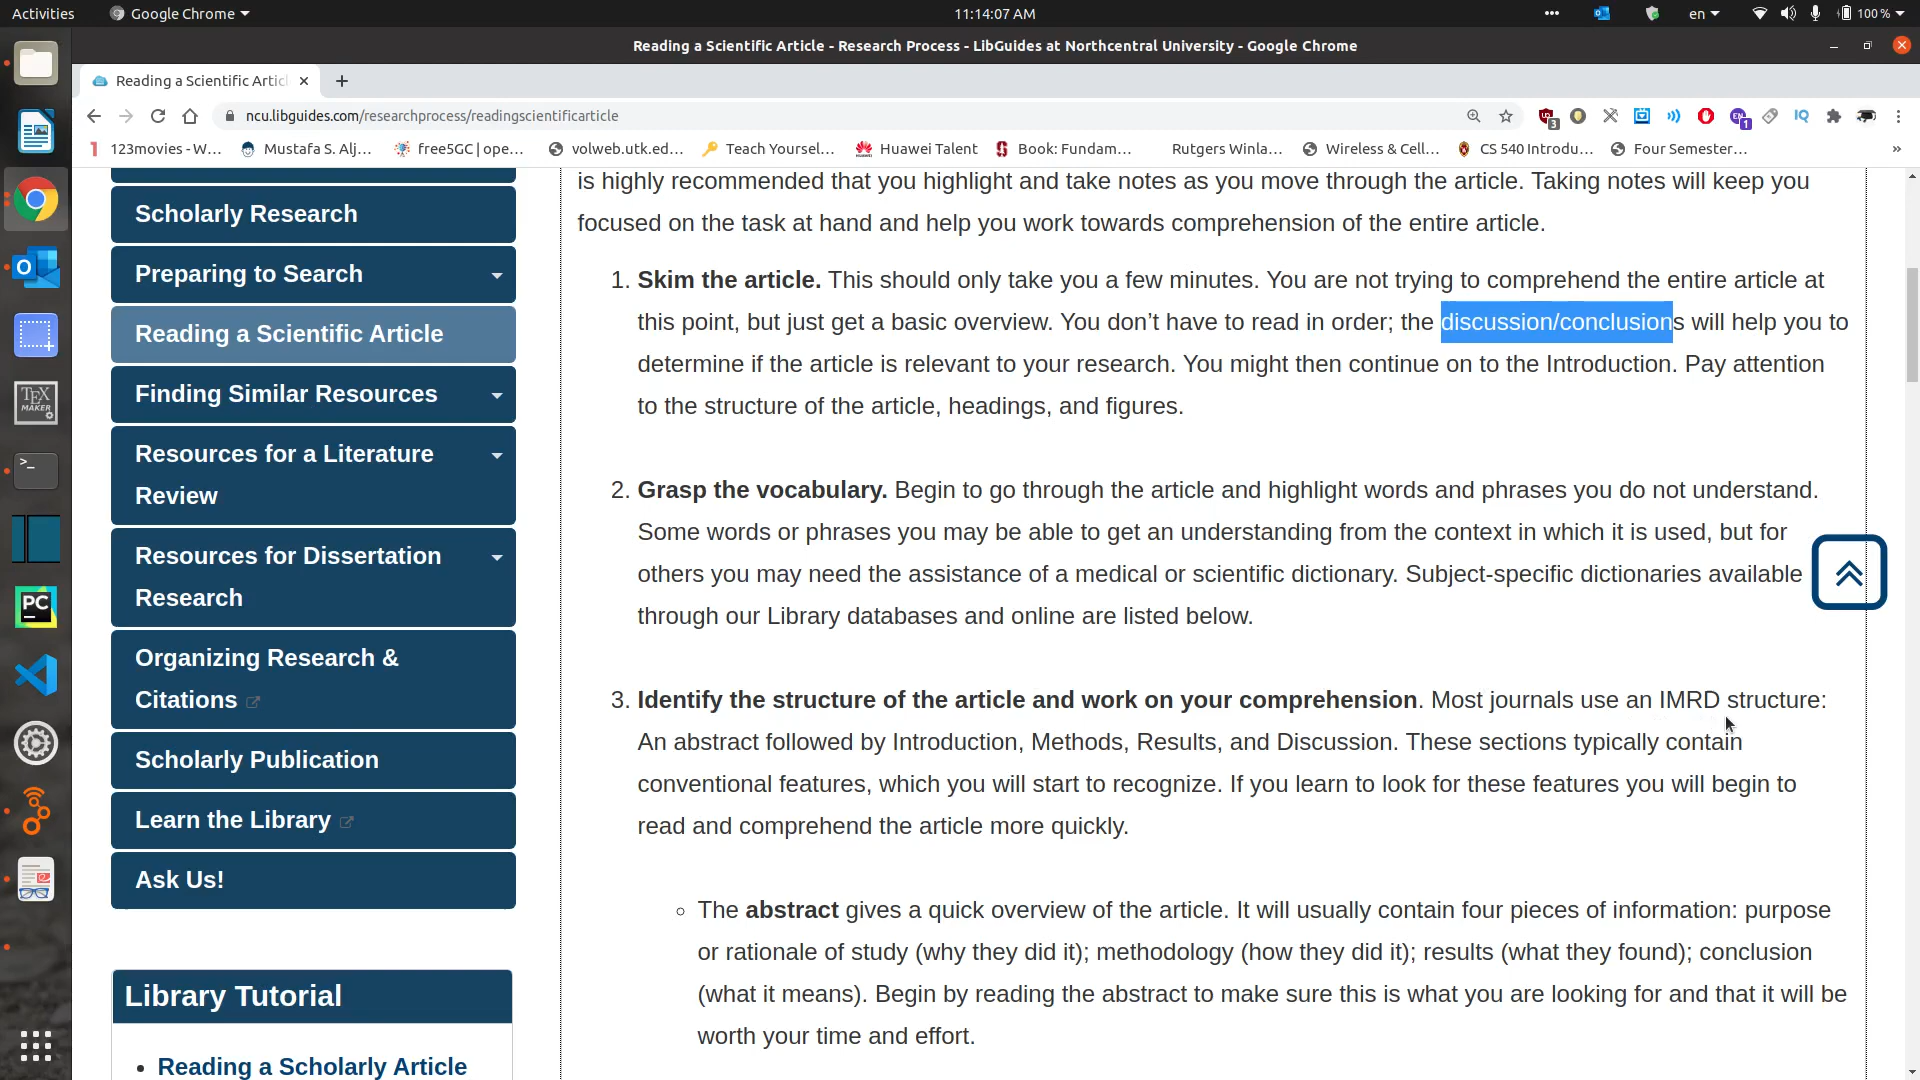 Activities
Google Chrome
11:14:07 AM
en
100 %
Reading a Scientific Article - Research Process - LibGuides at Northcentral University - Google Chrome
Reading a Scientific Artic
ncu.libguides.com/researchprocess/readingscientificarticle
3
1
123movies - W...
Mustafa S. Alj...
free5GC | ope...
volweb.utk.ed...
Teach Yoursel...
Huawei Talent
Book: Fundam...
Rutgers Winla...
Wireless & Cell...
CS 540 Introdu...
Four Semester...
»
Scholarly Research
Preparing to Search
Reading a Scientific Article
Finding Similar Resources
Resources for a Literature
Review
Resources for Dissertation
Research
Organizing Research &
Citations
Scholarly Publication
Learn the Library
Ask Us!
Library Tutorial
• Reading a Scholarly Article
is highly recommended that you highlight and take notes as you move through the article. Taking notes will keep you
focused on the task at hand and help you work towards comprehension of the entire article.
1. Skim the article. This should only take you a few minutes. You are not trying to comprehend the entire article at
this point, but just get a basic overview. You don’t have to read in order; the discussion/conclusions will help you to
determine if the article is relevant to your research. You might then continue on to the Introduction. Pay attention
to the structure of the article, headings, and figures.
2. Grasp the vocabulary. Begin to go through the article and highlight words and phrases you do not understand.
Some words or phrases you may be able to get an understanding from the context in which it is used, but for
others you may need the assistance of a medical or scientific dictionary. Subject-specific dictionaries available
through our Library databases and online are listed below.
3. Identify the structure of the article and work on your comprehension. Most journals use an IMRD structure:
An abstract followed by Introduction, Methods, Results, and Discussion. These sections typically contain
conventional features, which you will start to recognize. If you learn to look for these features you will begin to
read and comprehend the article more quickly.
The abstract gives a quick overview of the article. It will usually contain four pieces of information: purpose
or rationale of study (why they did it); methodology (how they did it); results (what they found); conclusion
(what it means). Begin by reading the abstract to make sure this is what you are looking for and that it will be
worth your time and effort.
TEX
MAKER
PC